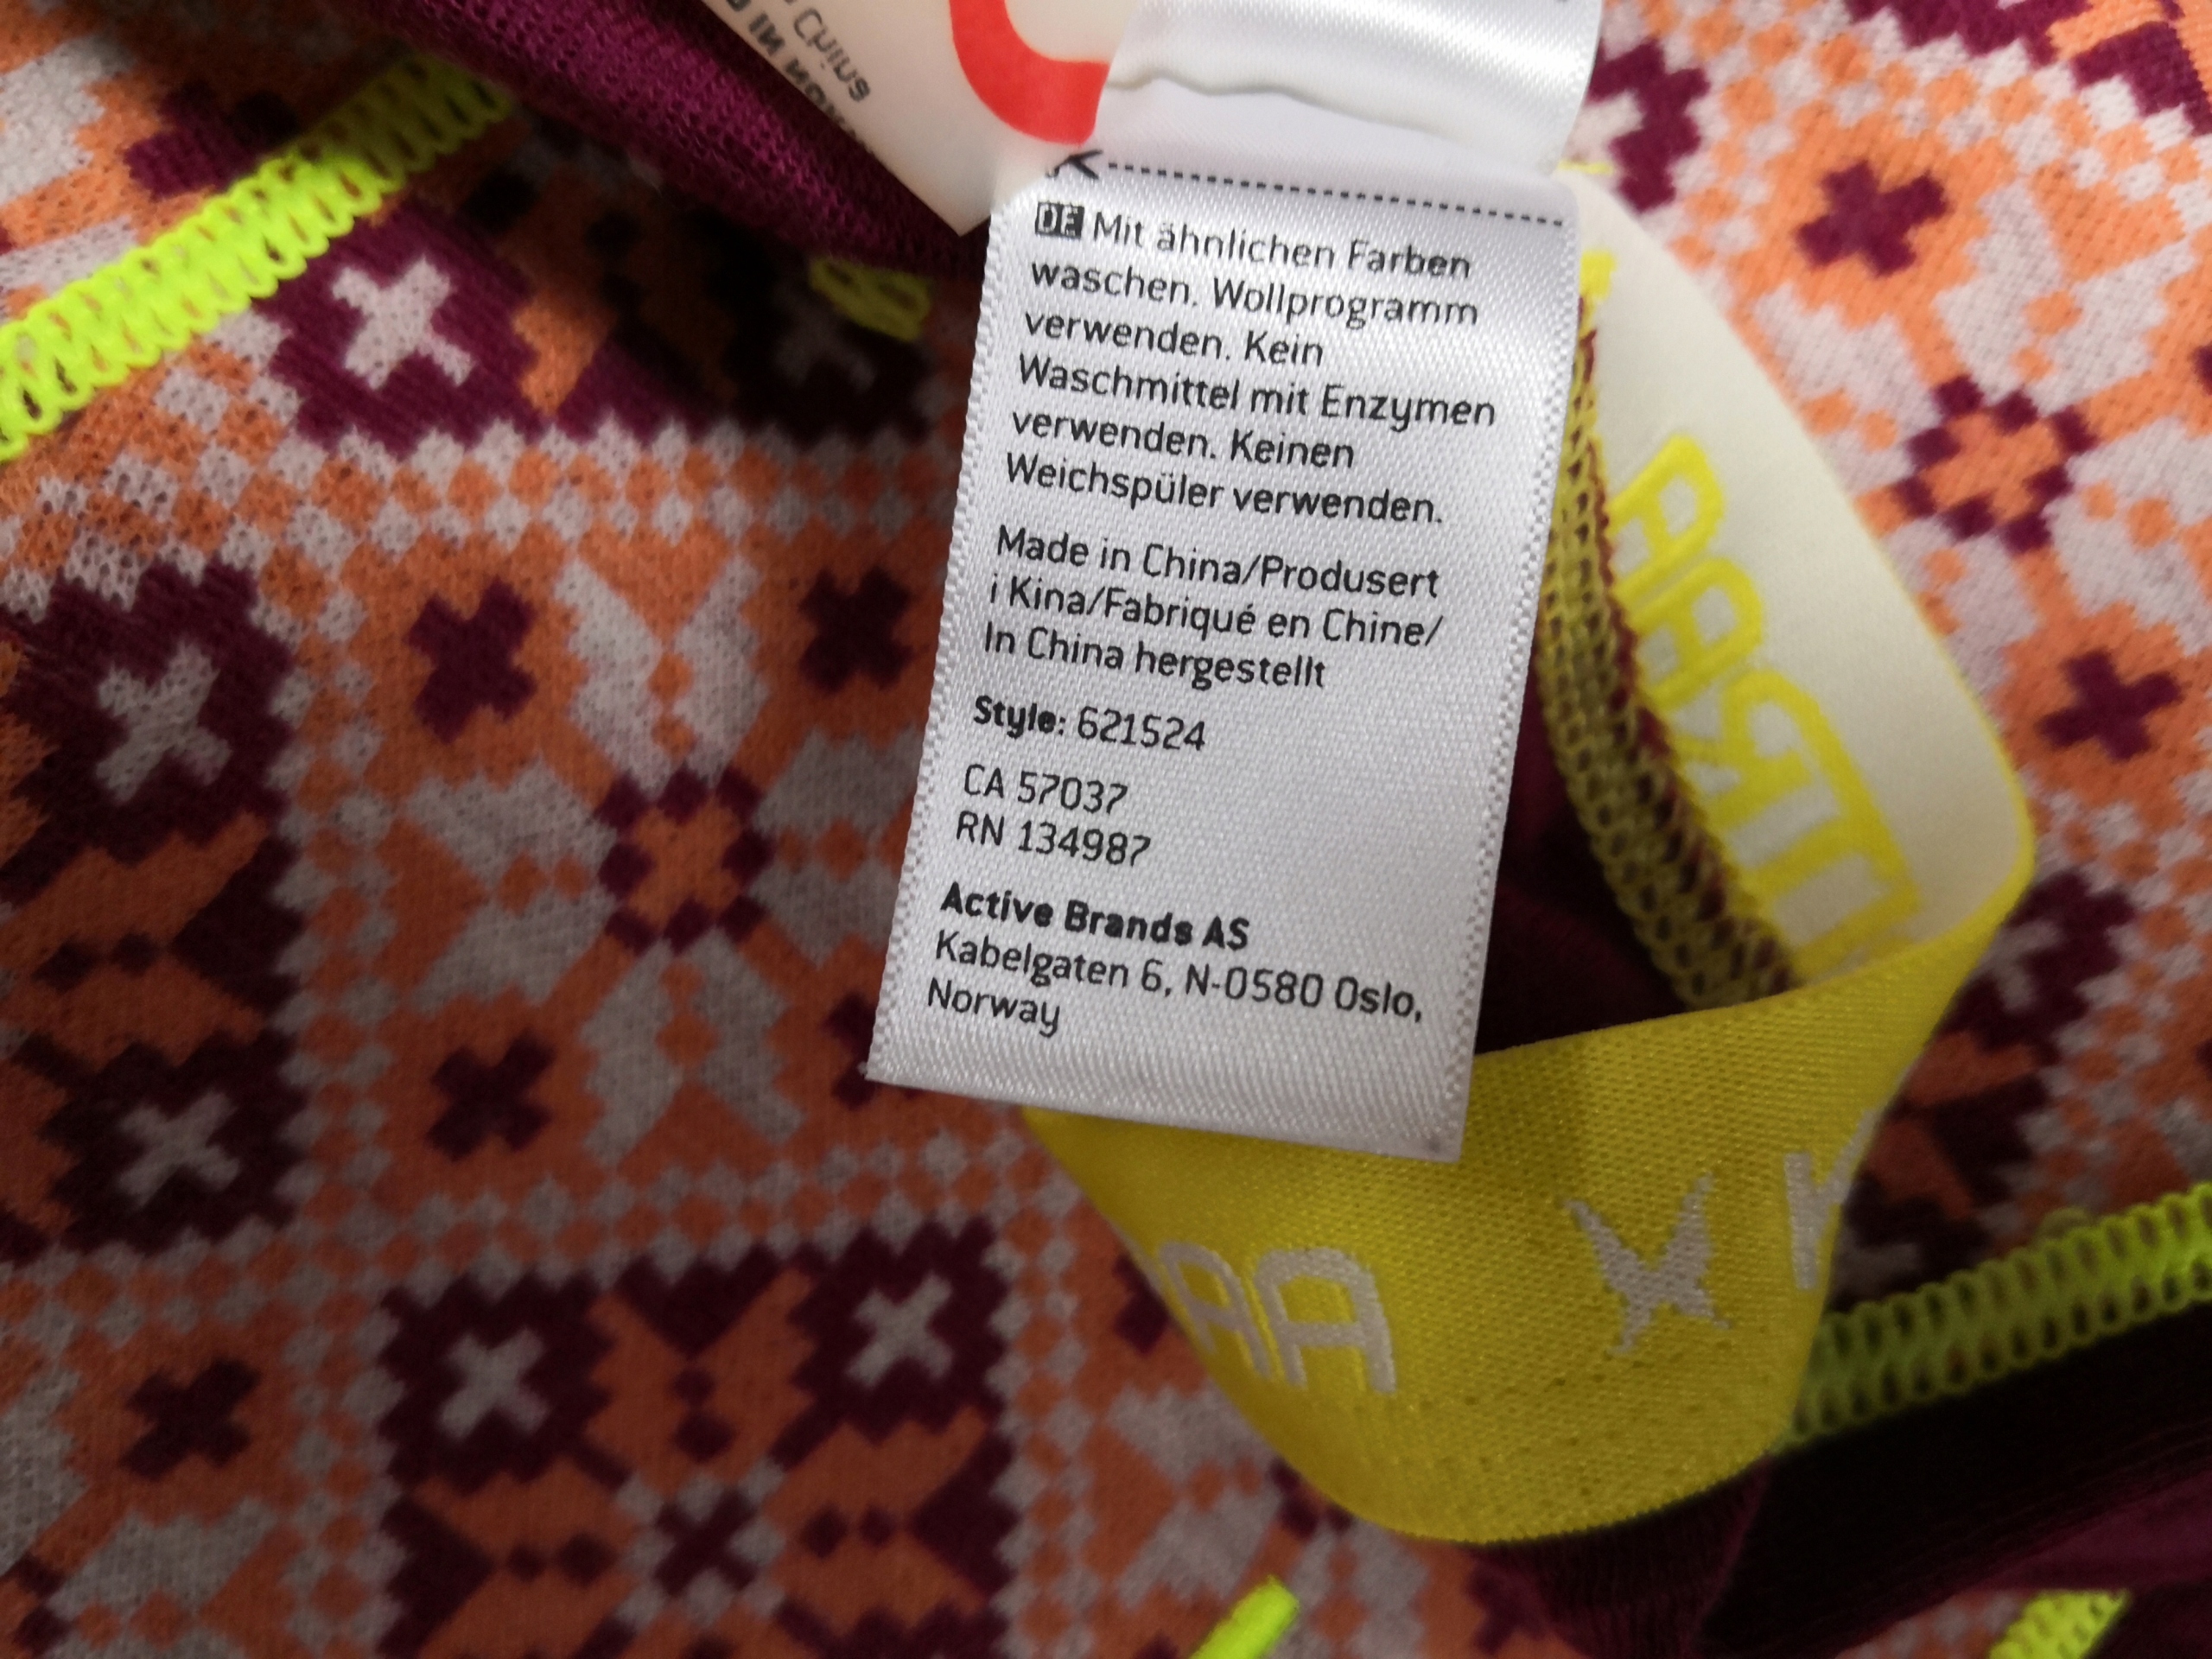 China
DE Mit ähnlichen Farben
waschen. Wollprogramm
verwenden. Kein
Waschmittel mit Enzymen
verwenden. Keinen
Weichspüler verwenden.
Made in China/Produsert
i Kina/Fabriqué en Chine/
In China hergestellt
Style: 621524
CA 57037
RN 134987
Active Brands AS
Kabelgaten 6, N-0580 Oslo,
Norway